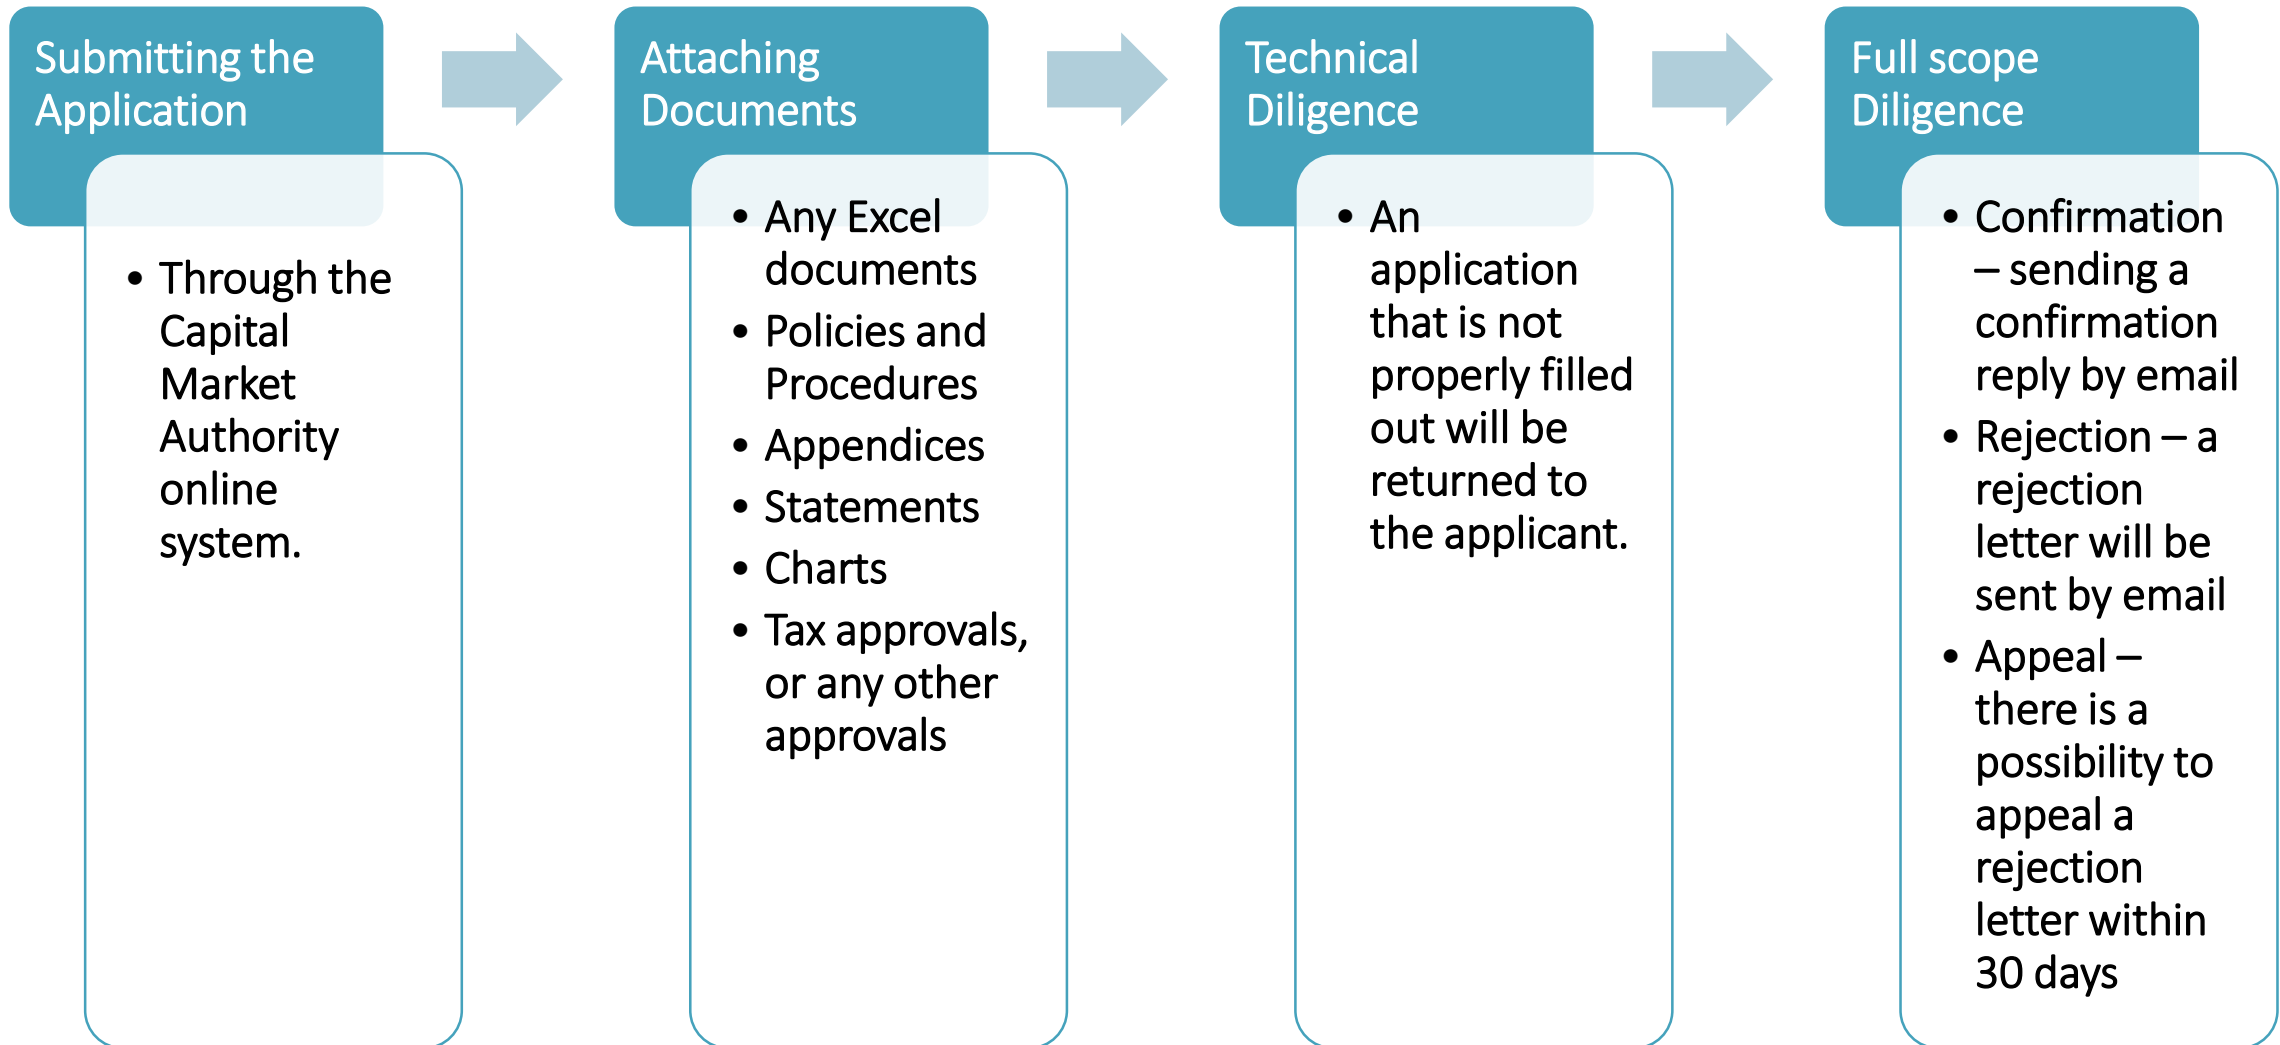 Submitting the
Application
• Through the
Capital
Market
Authority
online
system.
Attaching
Documents
• Any Excel
documents
• Policies and
Procedures
• Appendices
• Statements
• Charts
• Tax approvals,
or any other
approvals
Technical
Diligence
• An
application
that is not
properly filled
out will be
returned to
the applicant.
Full scope
Diligence
• Confirmation
– sending a
confirmation
reply by email
• Rejection – a
rejection
letter will be
sent by email
• Appeal –
there is a
possibility to
appeal a
rejection
letter within
30 days